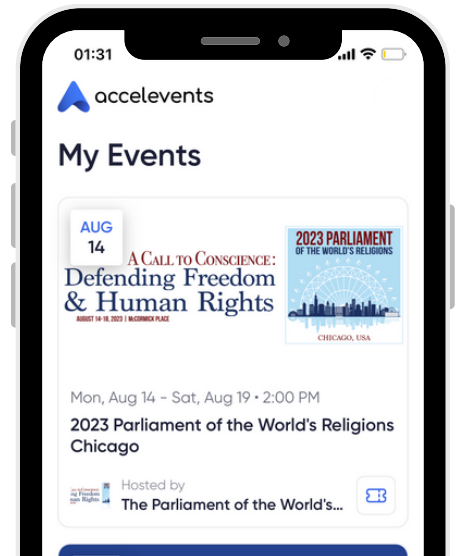 01:31
accelevents
My Events
AUG
14
A CALL TO CONSCIENCE:
Defending Freedom
& Human Rights
AUGUST 14-18, 2023 | McCORMICK PLACE
2023 PARLIAMENT
OF THE WORLD'S RELIGIONS
CHICAGO, USA
Mon, Aug 14 - Sat, Aug 19 • 2:00 PM
2023 Parliament of the World's Religions
Chicago
Hosted by
The Parliament of the World's...